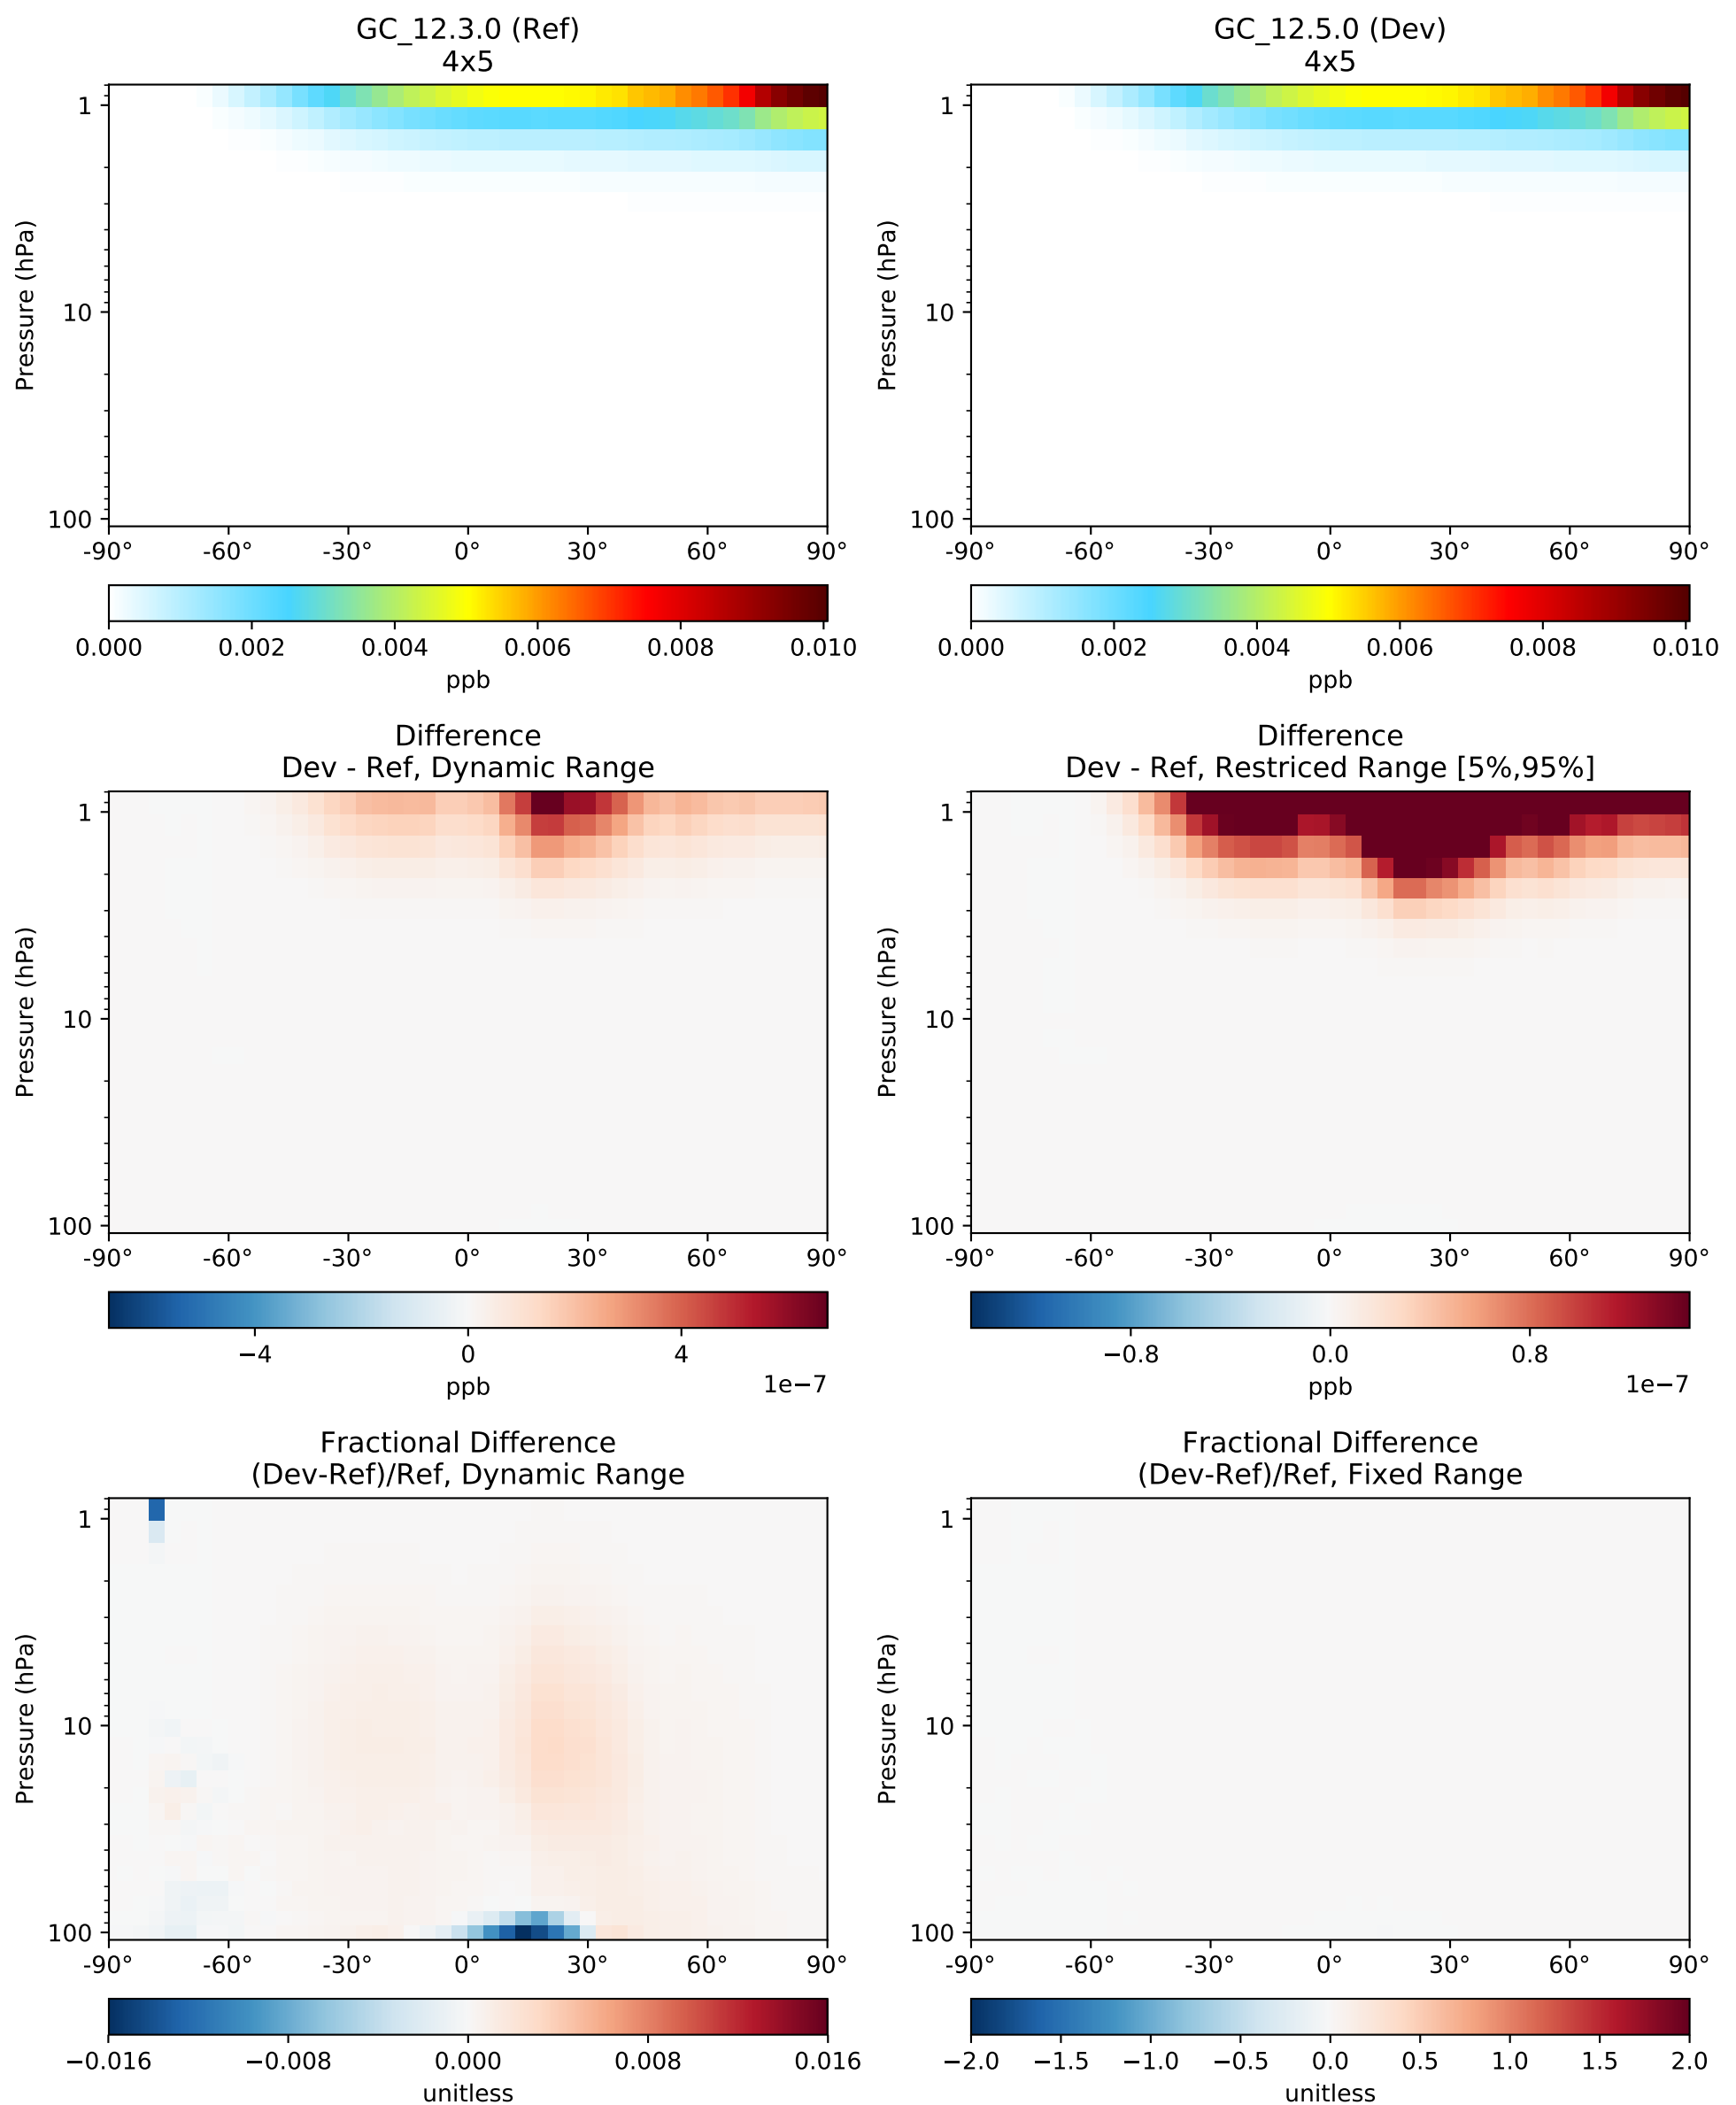 GC_12.3.0 (Ref)
4x5
GC_12.5.0 (Dev)
4x5
Pressure (hPa)
1
10
100
-90° -60° -30° 0° 30° 60° 90°
0.000 0.002 0.004 0.006 0.008 0.010
ppb
Pressure (hPa)
1
10
100
-90° -60° -30° 0° 30° 60° 90°
0.000 0.002 0.004 0.006 0.008 0.010
ppb
Difference
Dev - Ref, Dynamic Range
Pressure (hPa)
1
10
100
-90° -60° -30° 0° 30° 60° 90°
−4 0 4
1e−7
ppb
Difference
Dev - Ref, Restriced Range [5%,95%]
Pressure (hPa)
1
10
100
-90° -60° -30° 0° 30° 60° 90°
−0.8 0.0 0.8
1e−7
ppb
Fractional Difference
(Dev-Ref)/Ref, Dynamic Range
Pressure (hPa)
1
10
100
-90° -60° -30° 0° 30° 60° 90°
−0.016 −0.008 0.000 0.008 0.016
unitless
Fractional Difference
(Dev-Ref)/Ref, Fixed Range
Pressure (hPa)
1
10
100
-90° -60° -30° 0° 30° 60° 90°
−2.0 −1.5 −1.0 −0.5 0.0 0.5 1.0 1.5 2.0
unitless